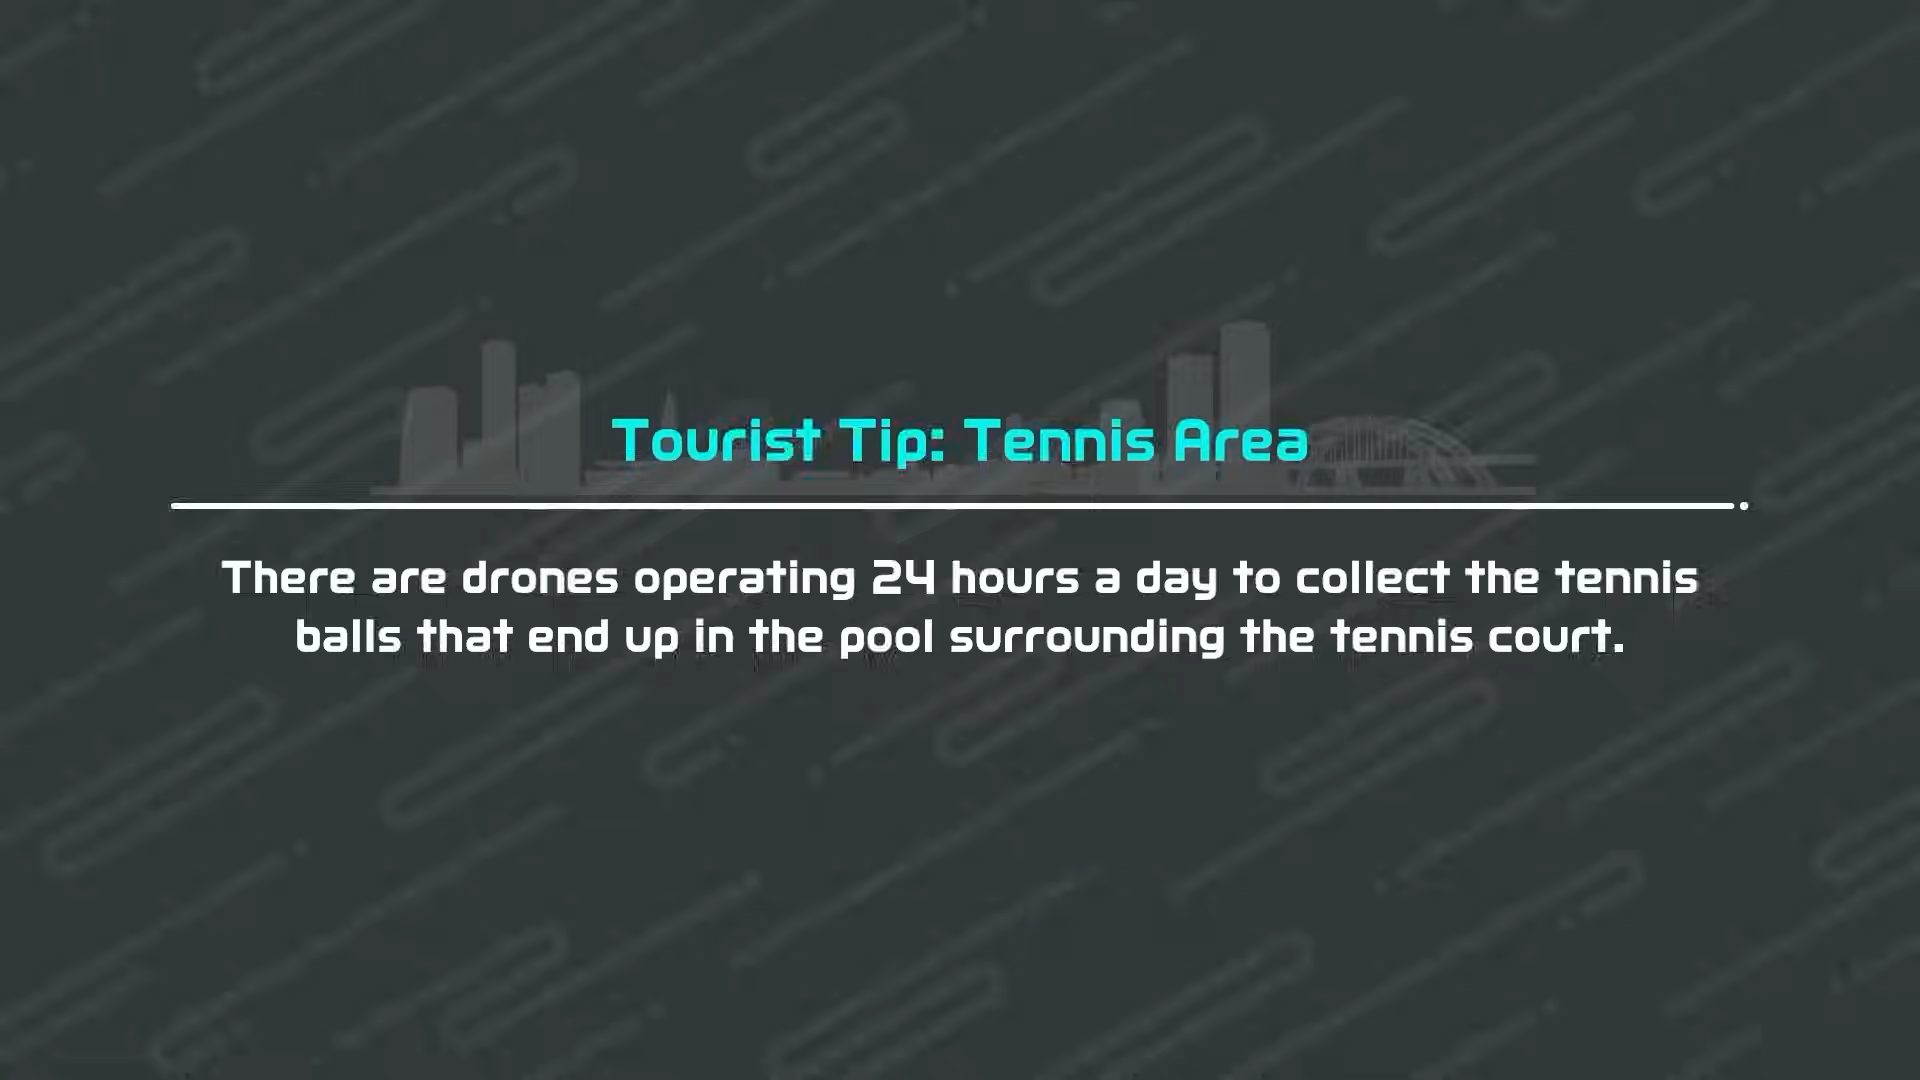 Tourist Tip: Tennis Area
There are drones operating 24 hours a day to collect the tennis
balls that end up in the pool surrounding the tennis court.